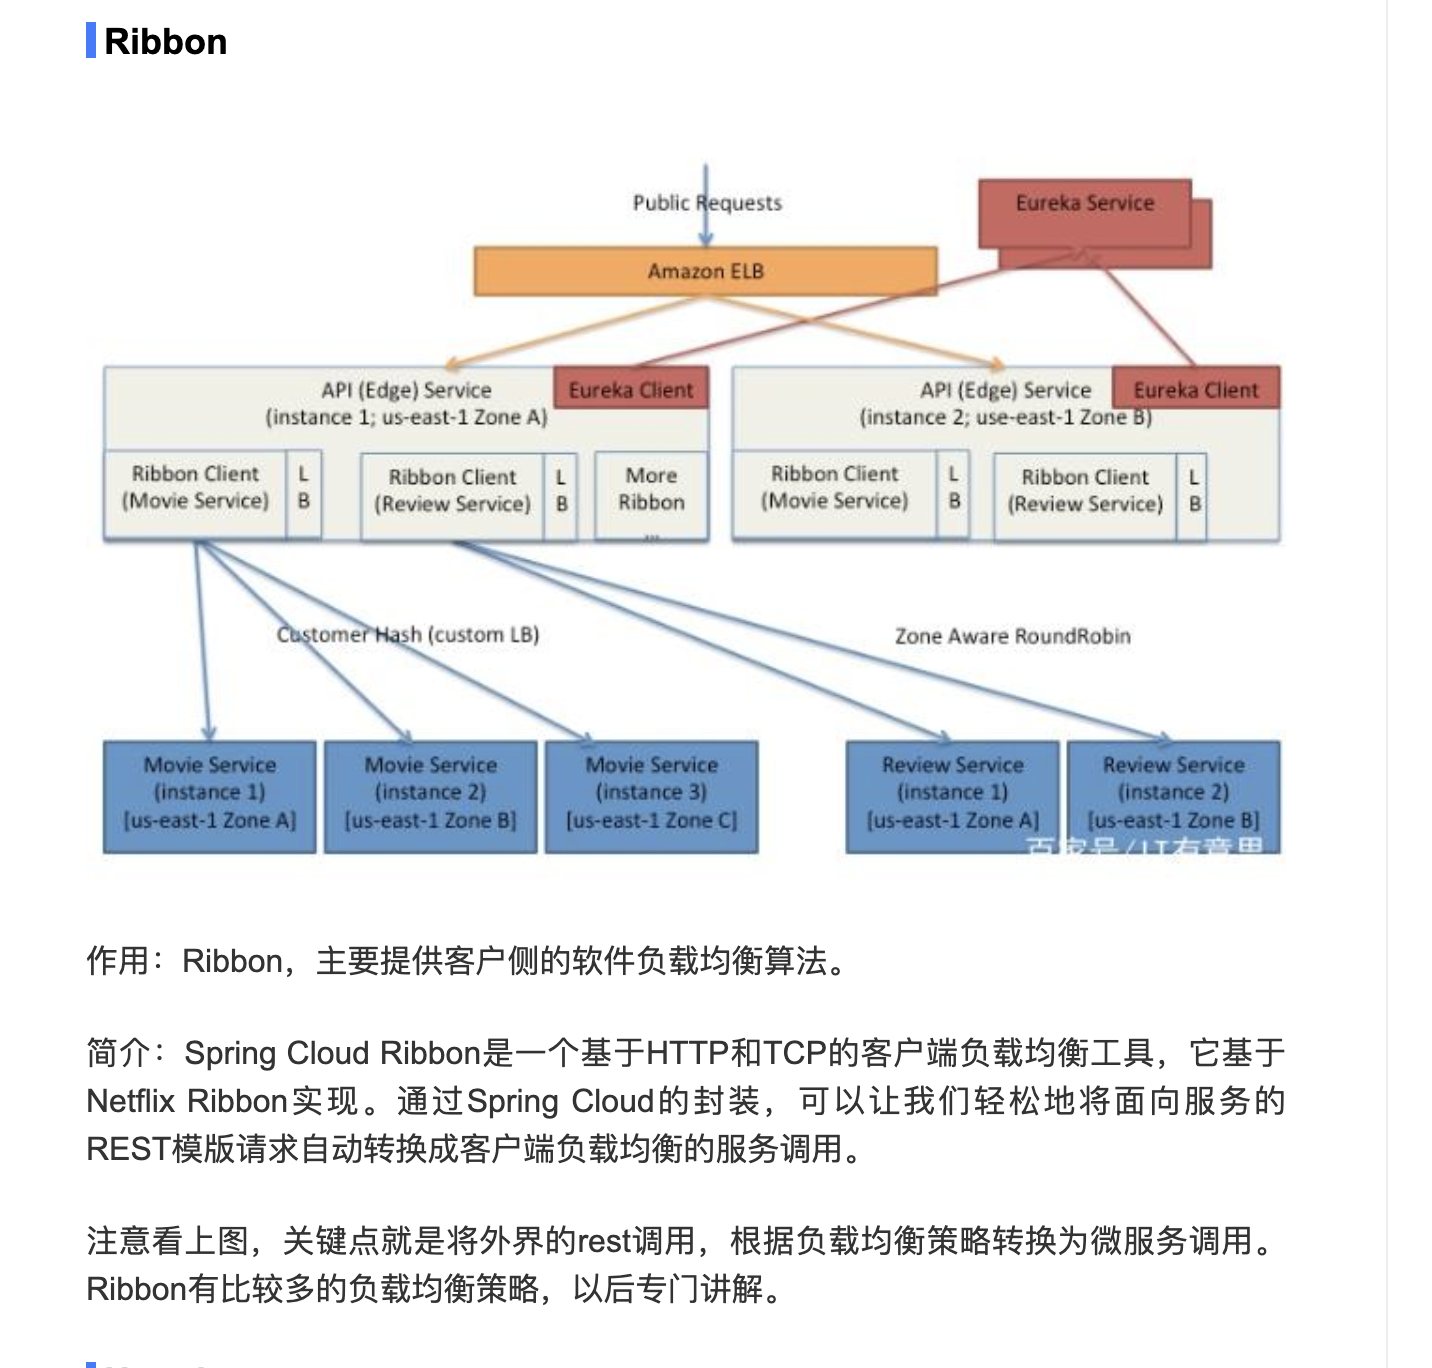 Ribbon
Public Requests
Eureka Service
Amazon ELB
API (Edge) Service
(instance 1; us-east-1 Zone A)
Eureka Client
API (Edge) Service
(instance 2; use-east-1 Zone B)
Eureka Client
Ribbon Client
(Movie Service)
L
B
Ribbon Client
(Review Service)
L
B
More
Ribbon
...
Ribbon Client
(Movie Service)
L
B
Ribbon Client
(Review Service)
L
B
Customer Hash (custom LB)
Zone Aware RoundRobin
Movie Service
(instance 1)
[us-east-1 Zone A]
Movie Service
(instance 2)
[us-east-1 Zone B]
Movie Service
(instance 3)
[us-east-1 Zone C]
Review Service
(instance 1)
[us-east-1 Zone A]
Review Service
(instance 2)
[us-east-1 Zone B]
百家号/IT有意思
作用：Ribbon，主要提供客户侧的软件负载均衡算法。
简介：Spring Cloud Ribbon是一个基于HTTP和TCP的客户端负载均衡工具，它基于
Netflix Ribbon实现。通过Spring Cloud的封装，可以让我们轻松地将面向服务的
REST模版请求自动转换成客户端负载均衡的服务调用。
注意看上图，关键点就是将外界的rest调用，根据负载均衡策略转换为微服务调用。
Ribbon有比较多的负载均衡策略，以后专门讲解。